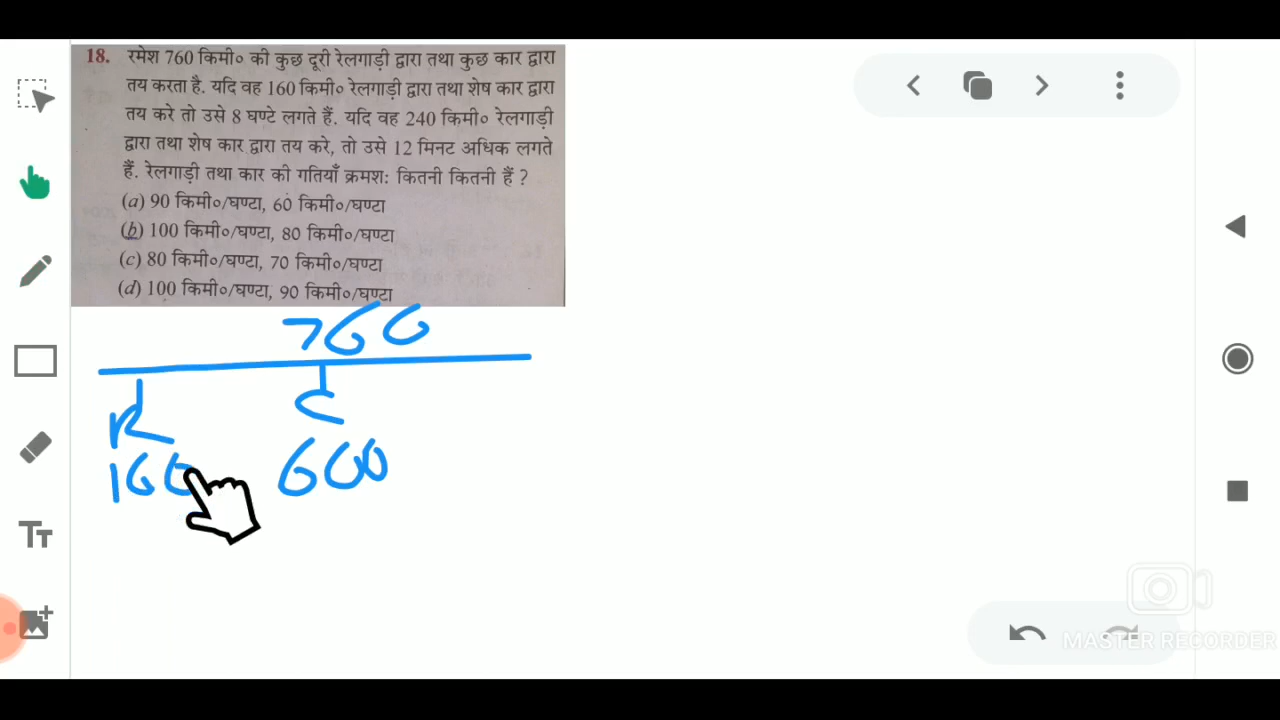 18. रमेश 760 किमी० की कुछ दूरी रेलगाड़ी द्वारा तथा कुछ कार द्वारा
तय करता है. यदि वह 160 किमी० रेलगाड़ी द्वारा तथा शेष कार द्वारा
तय करे तो उसे 8 घण्टे लगते हैं. यदि वह 240 किमी० रेलगाड़ी
द्वारा तथा शेष कार द्वारा तय करे, तो उसे 12 मिनट अधिक लगते
हैं. रेलगाड़ी तथा कार की गतियाँ क्रमशः कितनी कितनी हैं ?
(a) 90 किमी०/घण्टा, 60 किमी०/घण्टा
(b) 100 किमी०/घण्टा, 80 किमी०/घण्टा
(c) 80 किमी०/घण्टा, 70 किमी०/घण्टा
(d) 100 किमी०/घण्टा, 90 किमी०/घण्टा
760
R C
160 600
Tт
MASTER RECORDER